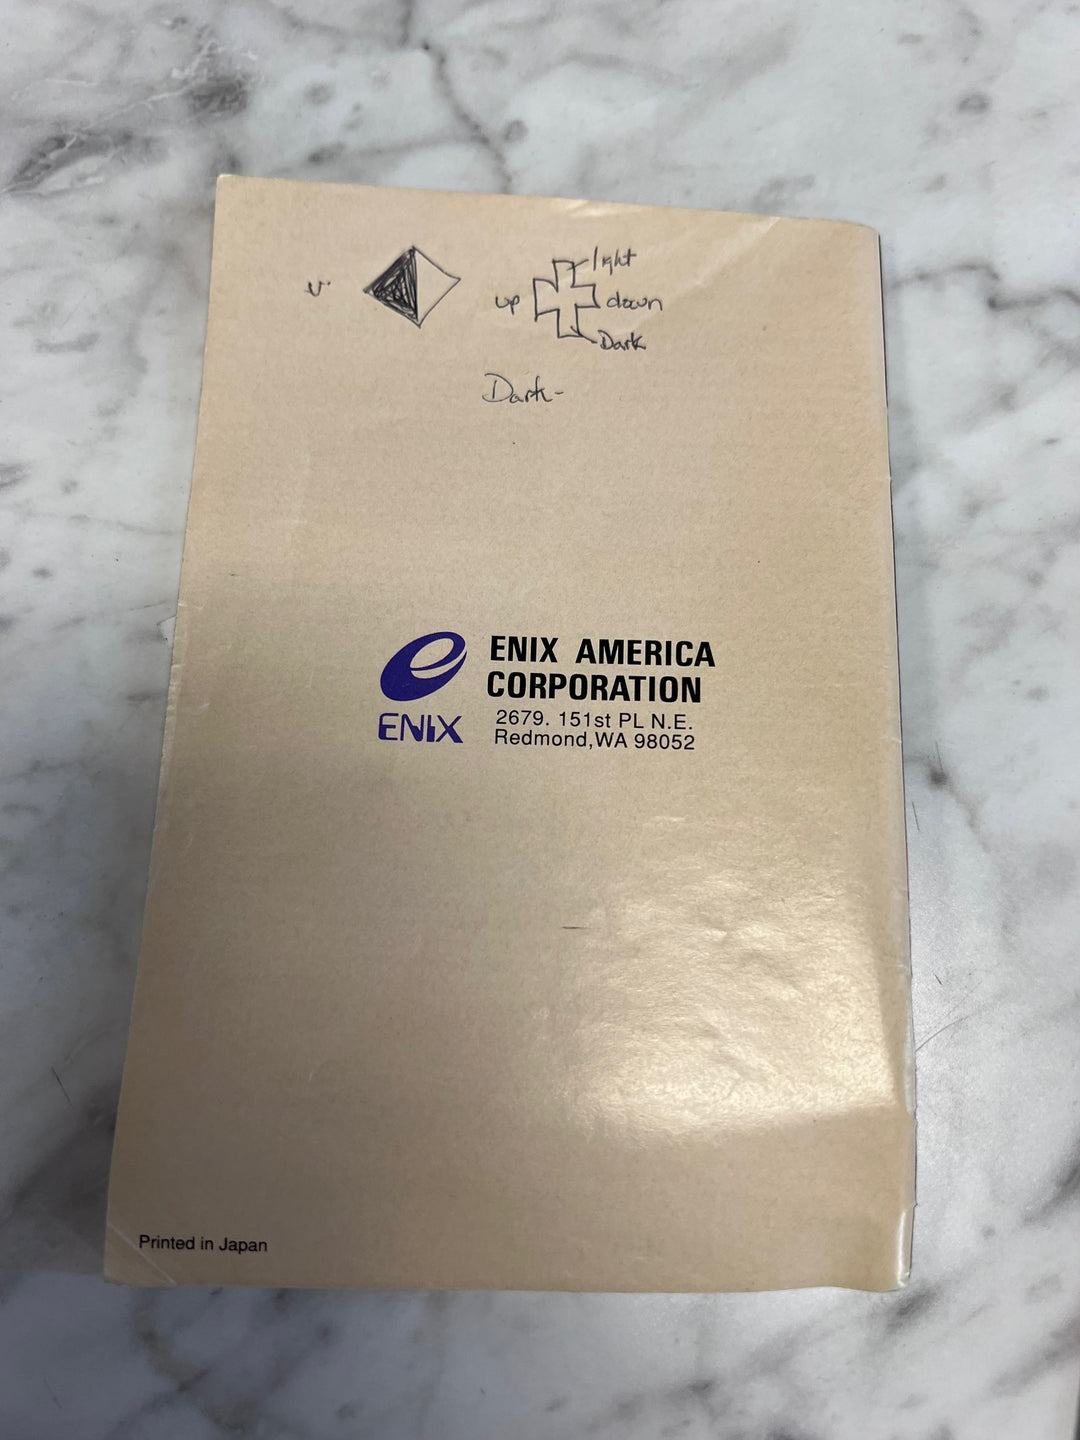 light
up down
Dark
Dark-
ENIX
ENIX AMERICA
CORPORATION
2679. 151st PL N.E.
Redmond,WA 98052
Printed in Japan